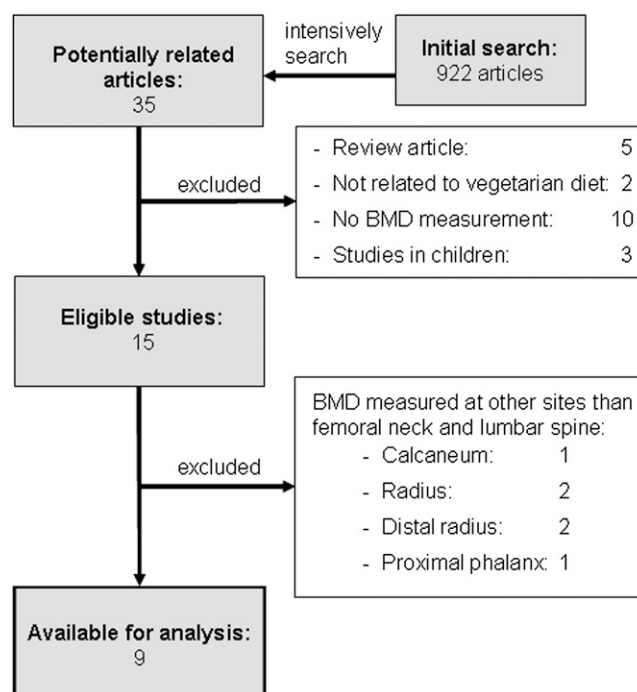 Potentially related
articles:
35
intensively
search
Initial search:
922 articles
excluded
- Review article: 5
- Not related to vegetarian diet: 2
- No BMD measurement: 10
- Studies in children: 3
Eligible studies:
15
excluded
BMD measured at other sites than
femoral neck and lumbar spine:
- Calcaneum: 1
- Radius: 2
- Distal radius: 2
- Proximal phalanx: 1
Available for analysis:
9